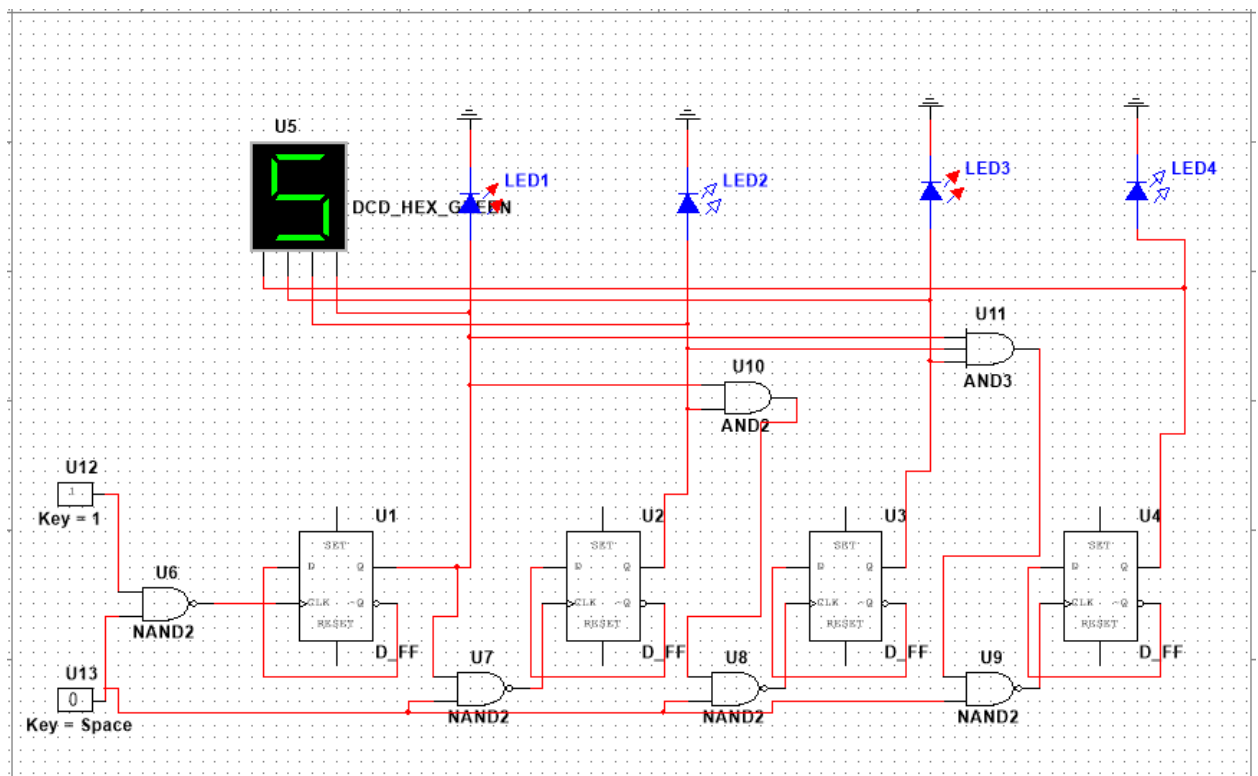 U5
5
DCD_HEX_GREEN
LED1
LED2
LED3
LED4
U11
AND3
U10
AND2
U12
1
Key = 1
U6
NAND2
U13
0
Key = Space
U1
SET
D Q
CLK ~Q
RESET
D_FF
U2
SET
D Q
CLK ~Q
RESET
D_FF
U3
SET
D Q
CLK ~Q
RESET
D_FF
U4
SET
D Q
CLK ~Q
RESET
D_FF
U7
NAND2
U8
NAND2
U9
NAND2